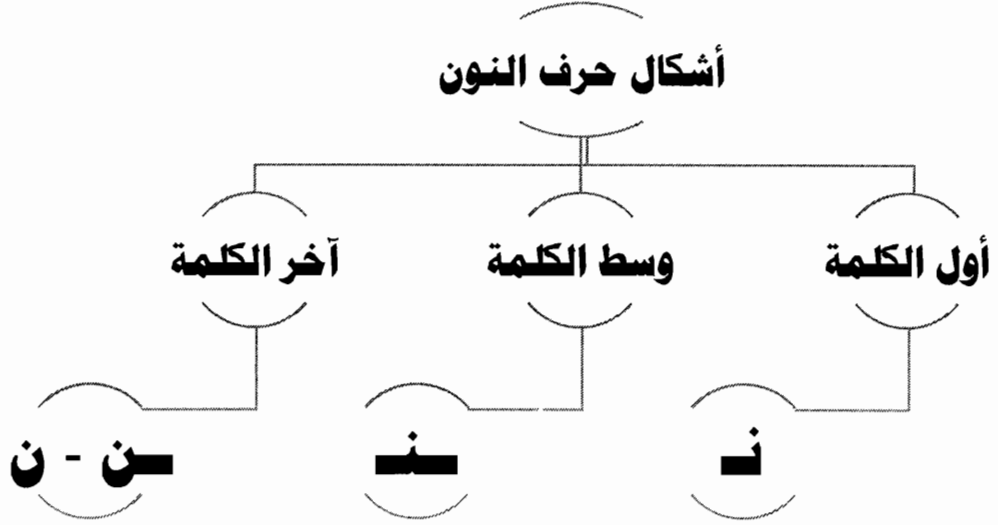 أشكال حرف النون
أول الكلمة وسط الكلمة آخر الكلمة
نـ ـنـ ـن - ن